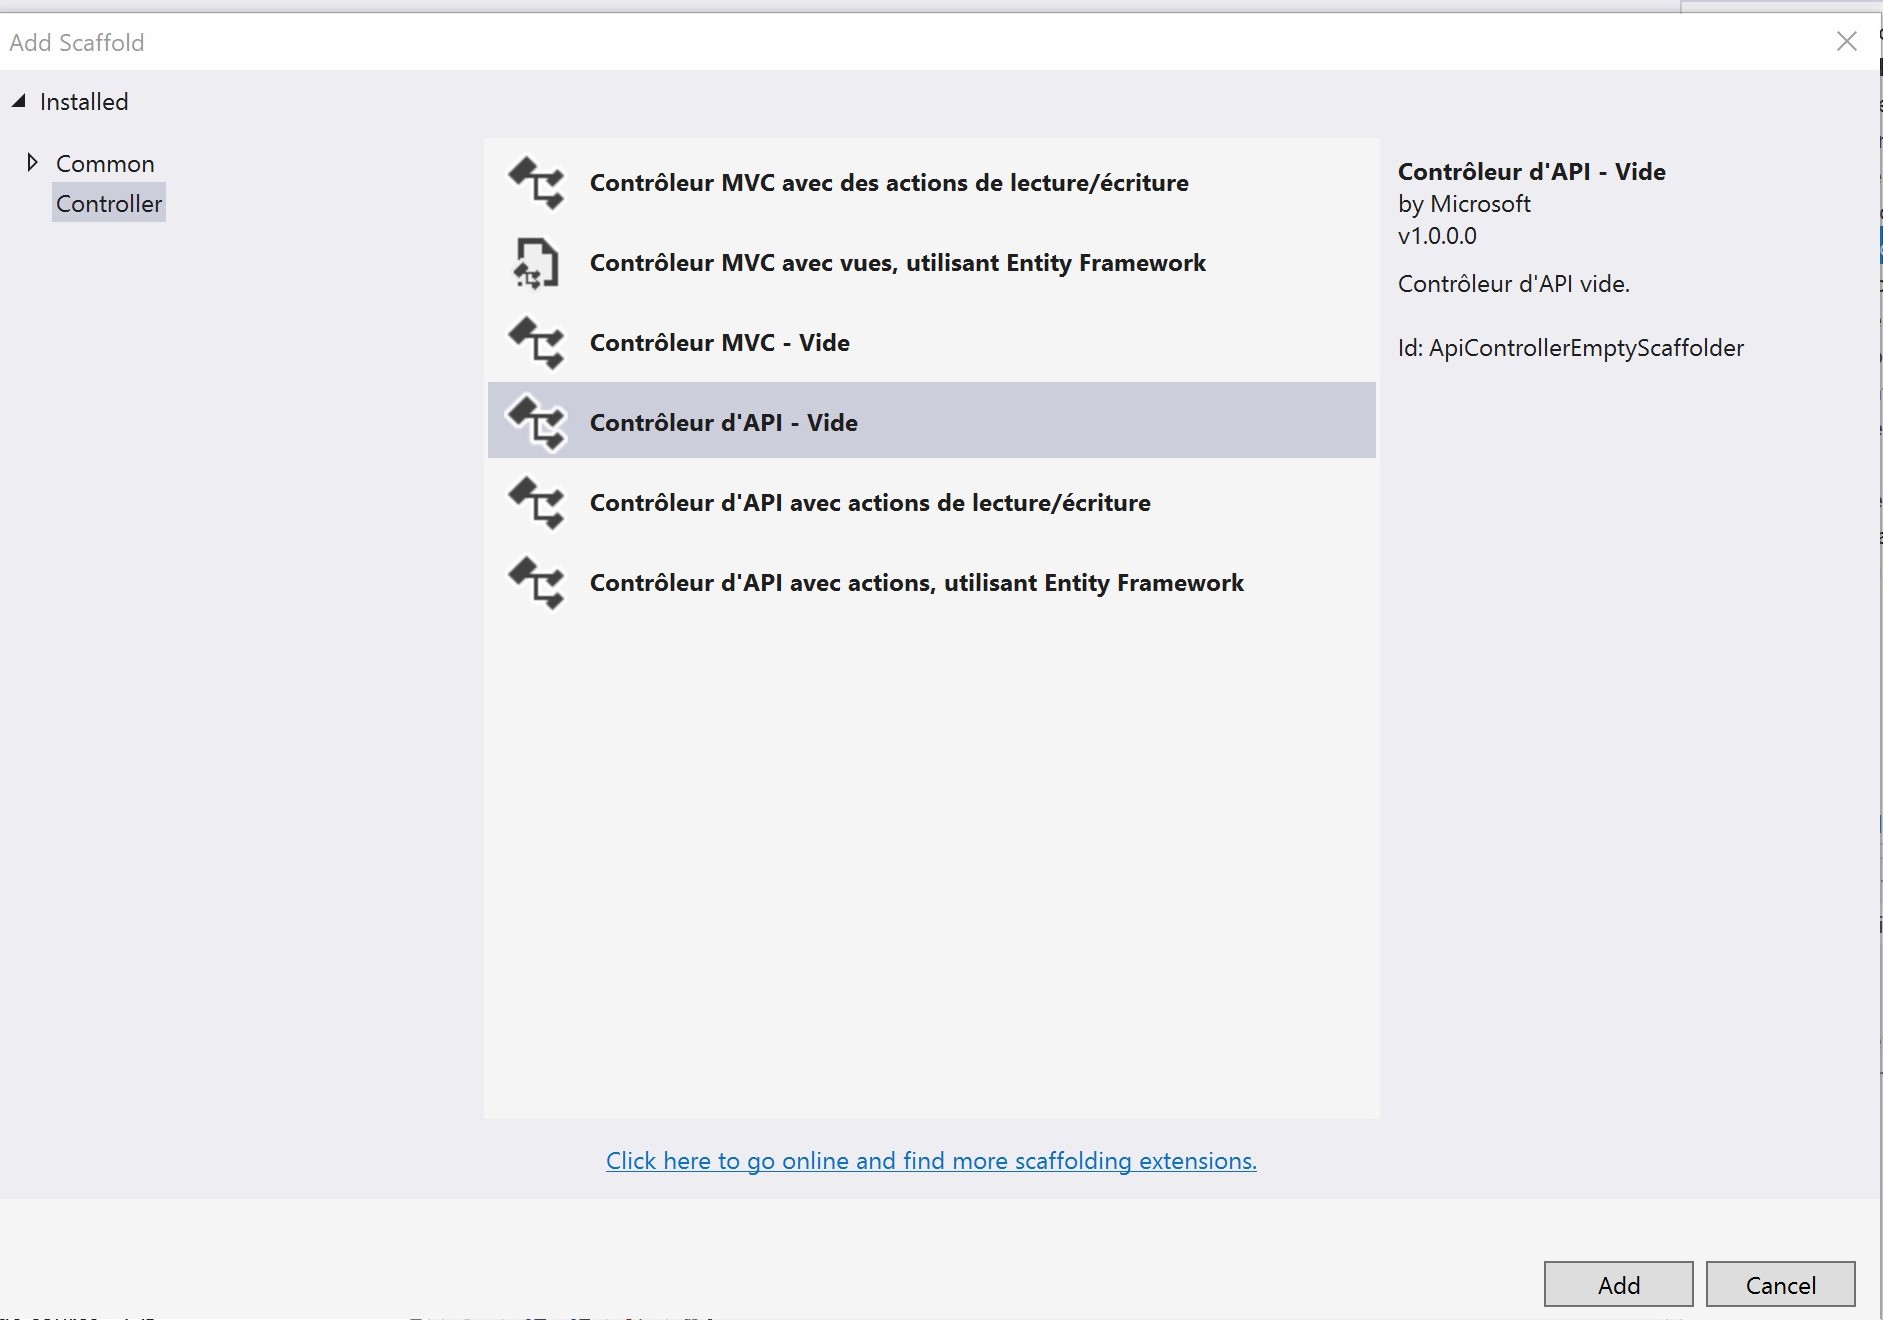 Add Scaffold
Installed
Common
Controller
Contrôleur MVC avec des actions de lecture/écriture
Contrôleur MVC avec vues, utilisant Entity Framework
Contrôleur MVC - Vide
Contrôleur d'API - Vide
Contrôleur d'API avec actions de lecture/écriture
Contrôleur d'API avec actions, utilisant Entity Framework
Contrôleur d'API - Vide
by Microsoft
v1.0.0.0
Contrôleur d'API vide.
Id: ApiControllerEmptyScaffolder
Click here to go online and find more scaffolding extensions.
Add
Cancel